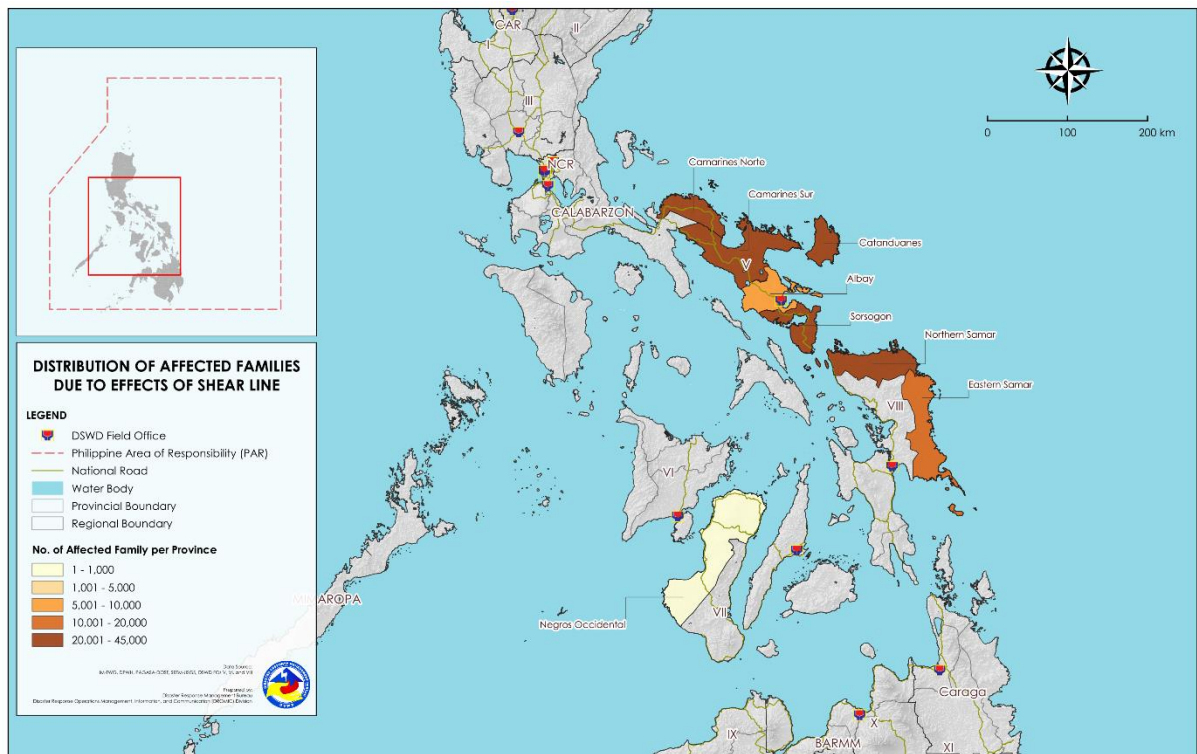 CAR
I
II
III
NCR
CALABARZON
Camarines Norte
Camarines Sur
Catanduanes
V
Albay
Sorsogon
Northern Samar
Eastern Samar
VIII
VI
VII
Negros Occidental
Caraga
IX
X
BARMM
XI
0 100 200 km
DISTRIBUTION OF AFFECTED FAMILIES
DUE TO EFFECTS OF SHEAR LINE
LEGEND
DSWD Field Office
Philippine Area of Responsibility (PAR)
National Road
Water Body
Provincial Boundary
Regional Boundary
No. of Affected Family per Province
1 - 1,000
1,001 - 5,000
5,001 - 10,000
10,001 - 20,000
20,001 - 45,000
MIMAROPA
Data Source:
Prepared by:
Disaster Response Management Bureau
Disaster Response Operations Management, Information, and Communication (DROMIC) Division